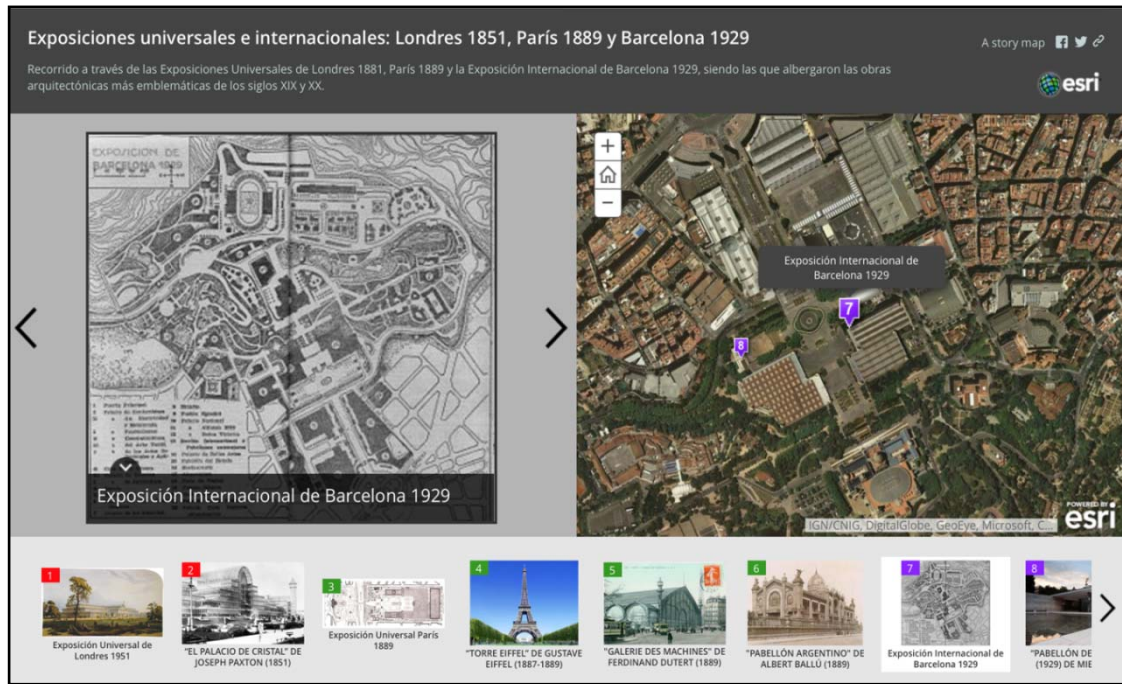 Exposiciones universales e internacionales: Londres 1851, París 1889 y Barcelona 1929
A story map
Recorrido a través de las Exposiciones Universales de Londres 1881, París 1889 y la Exposición Internacional de Barcelona 1929, siendo las que albergaron las obras
arquitectónicas más emblemáticas de los siglos XIX y XX.
esri
EXPOSICION DE
BARCELONA 1929
Exposición Internacional de Barcelona 1929
+
−
Exposición Internacional de
Barcelona 1929
7
8
IGN/CNIG, DigitalGlobe, GeoEye, Microsoft, C...
POWERED BY
esri
1
Exposición Universal de
Londres 1951
2
"EL PALACIO DE CRISTAL" DE
JOSEPH PAXTON (1851)
3
Exposición Universal París
1889
4
"TORRE EIFFEL" DE GUSTAVE
EIFFEL (1887-1889)
5
"GALERIE DES MACHINES" DE
FERDINAND DUTERT (1889)
6
"PABELLÓN ARGENTINO" DE
ALBERT BALLÚ (1889)
7
Exposición Internacional de
Barcelona 1929
8
"PABELLÓN DE
(1929) DE MIE